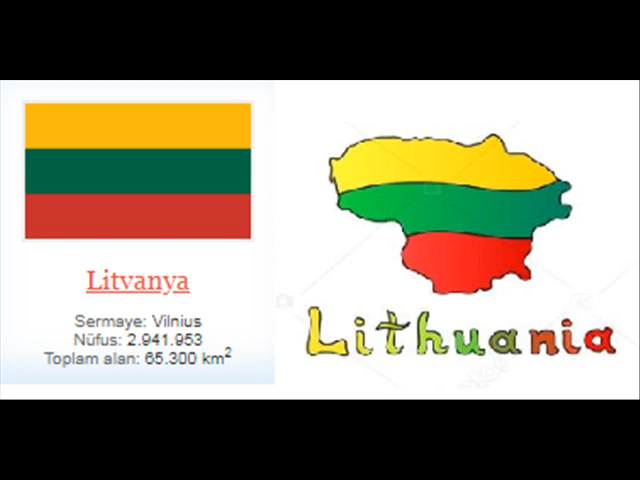 Litvanya
Sermaye: Vilnius
Nüfus: 2.941.953
Toplam alan: 65.300 km²
Lithuania